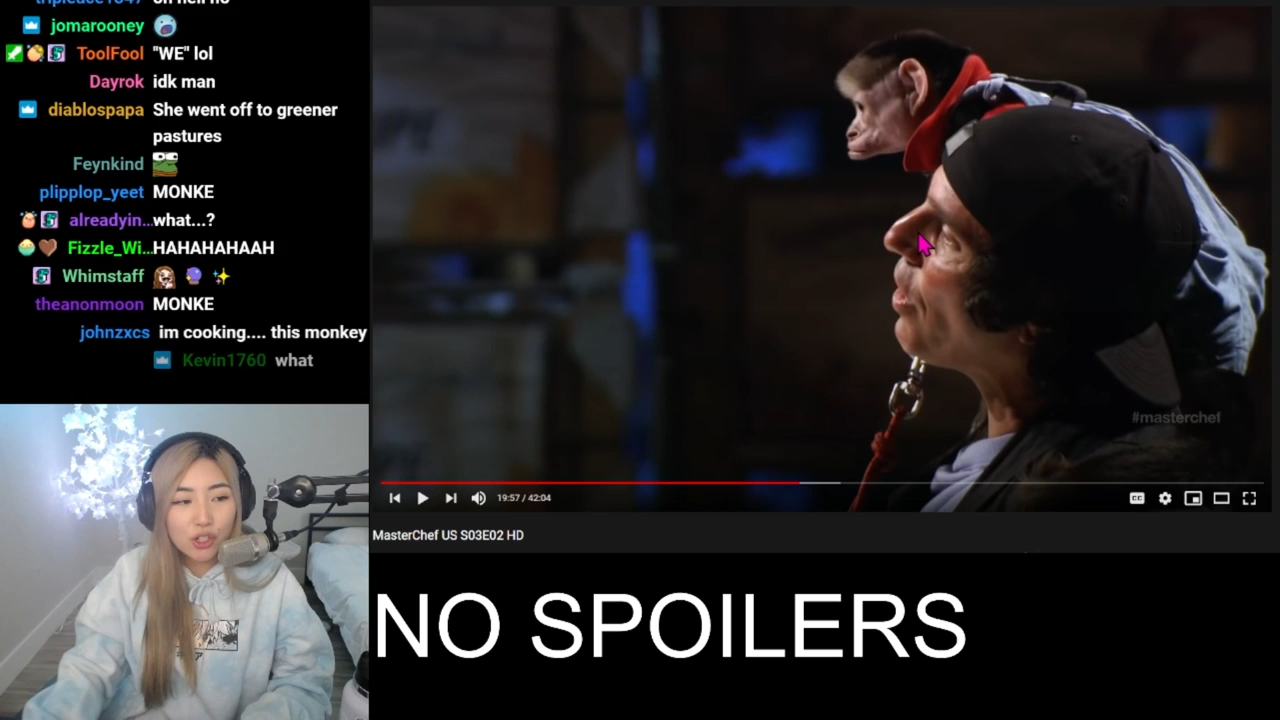 jomarooney
ToolFool "WE" lol
Dayrok idk man
diablospapa She went off to greener
pastures
Feynkind
plipplop_yeet MONKE
alreadyin... what...?
Fizzle_Wi... HAHAHAHAAH
Whimstaff
theanonmoon MONKE
johnzxcs im cooking.... this monkey
Kevin1760 what
#masterchef
19:57 / 42:04
CC
MasterChef US S03E02 HD
NO SPOILERS